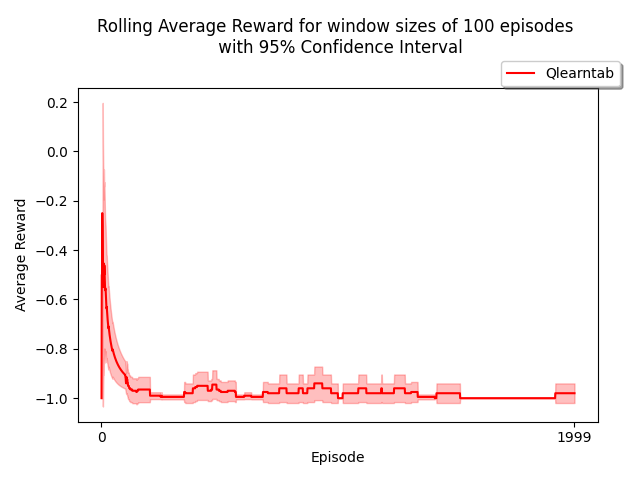 Rolling Average Reward for window sizes of 100 episodes
with 95% Confidence Interval
Qlearntab
0.2
0.0
−0.2
−0.4
−0.6
−0.8
−1.0
Average Reward
0
1999
Episode